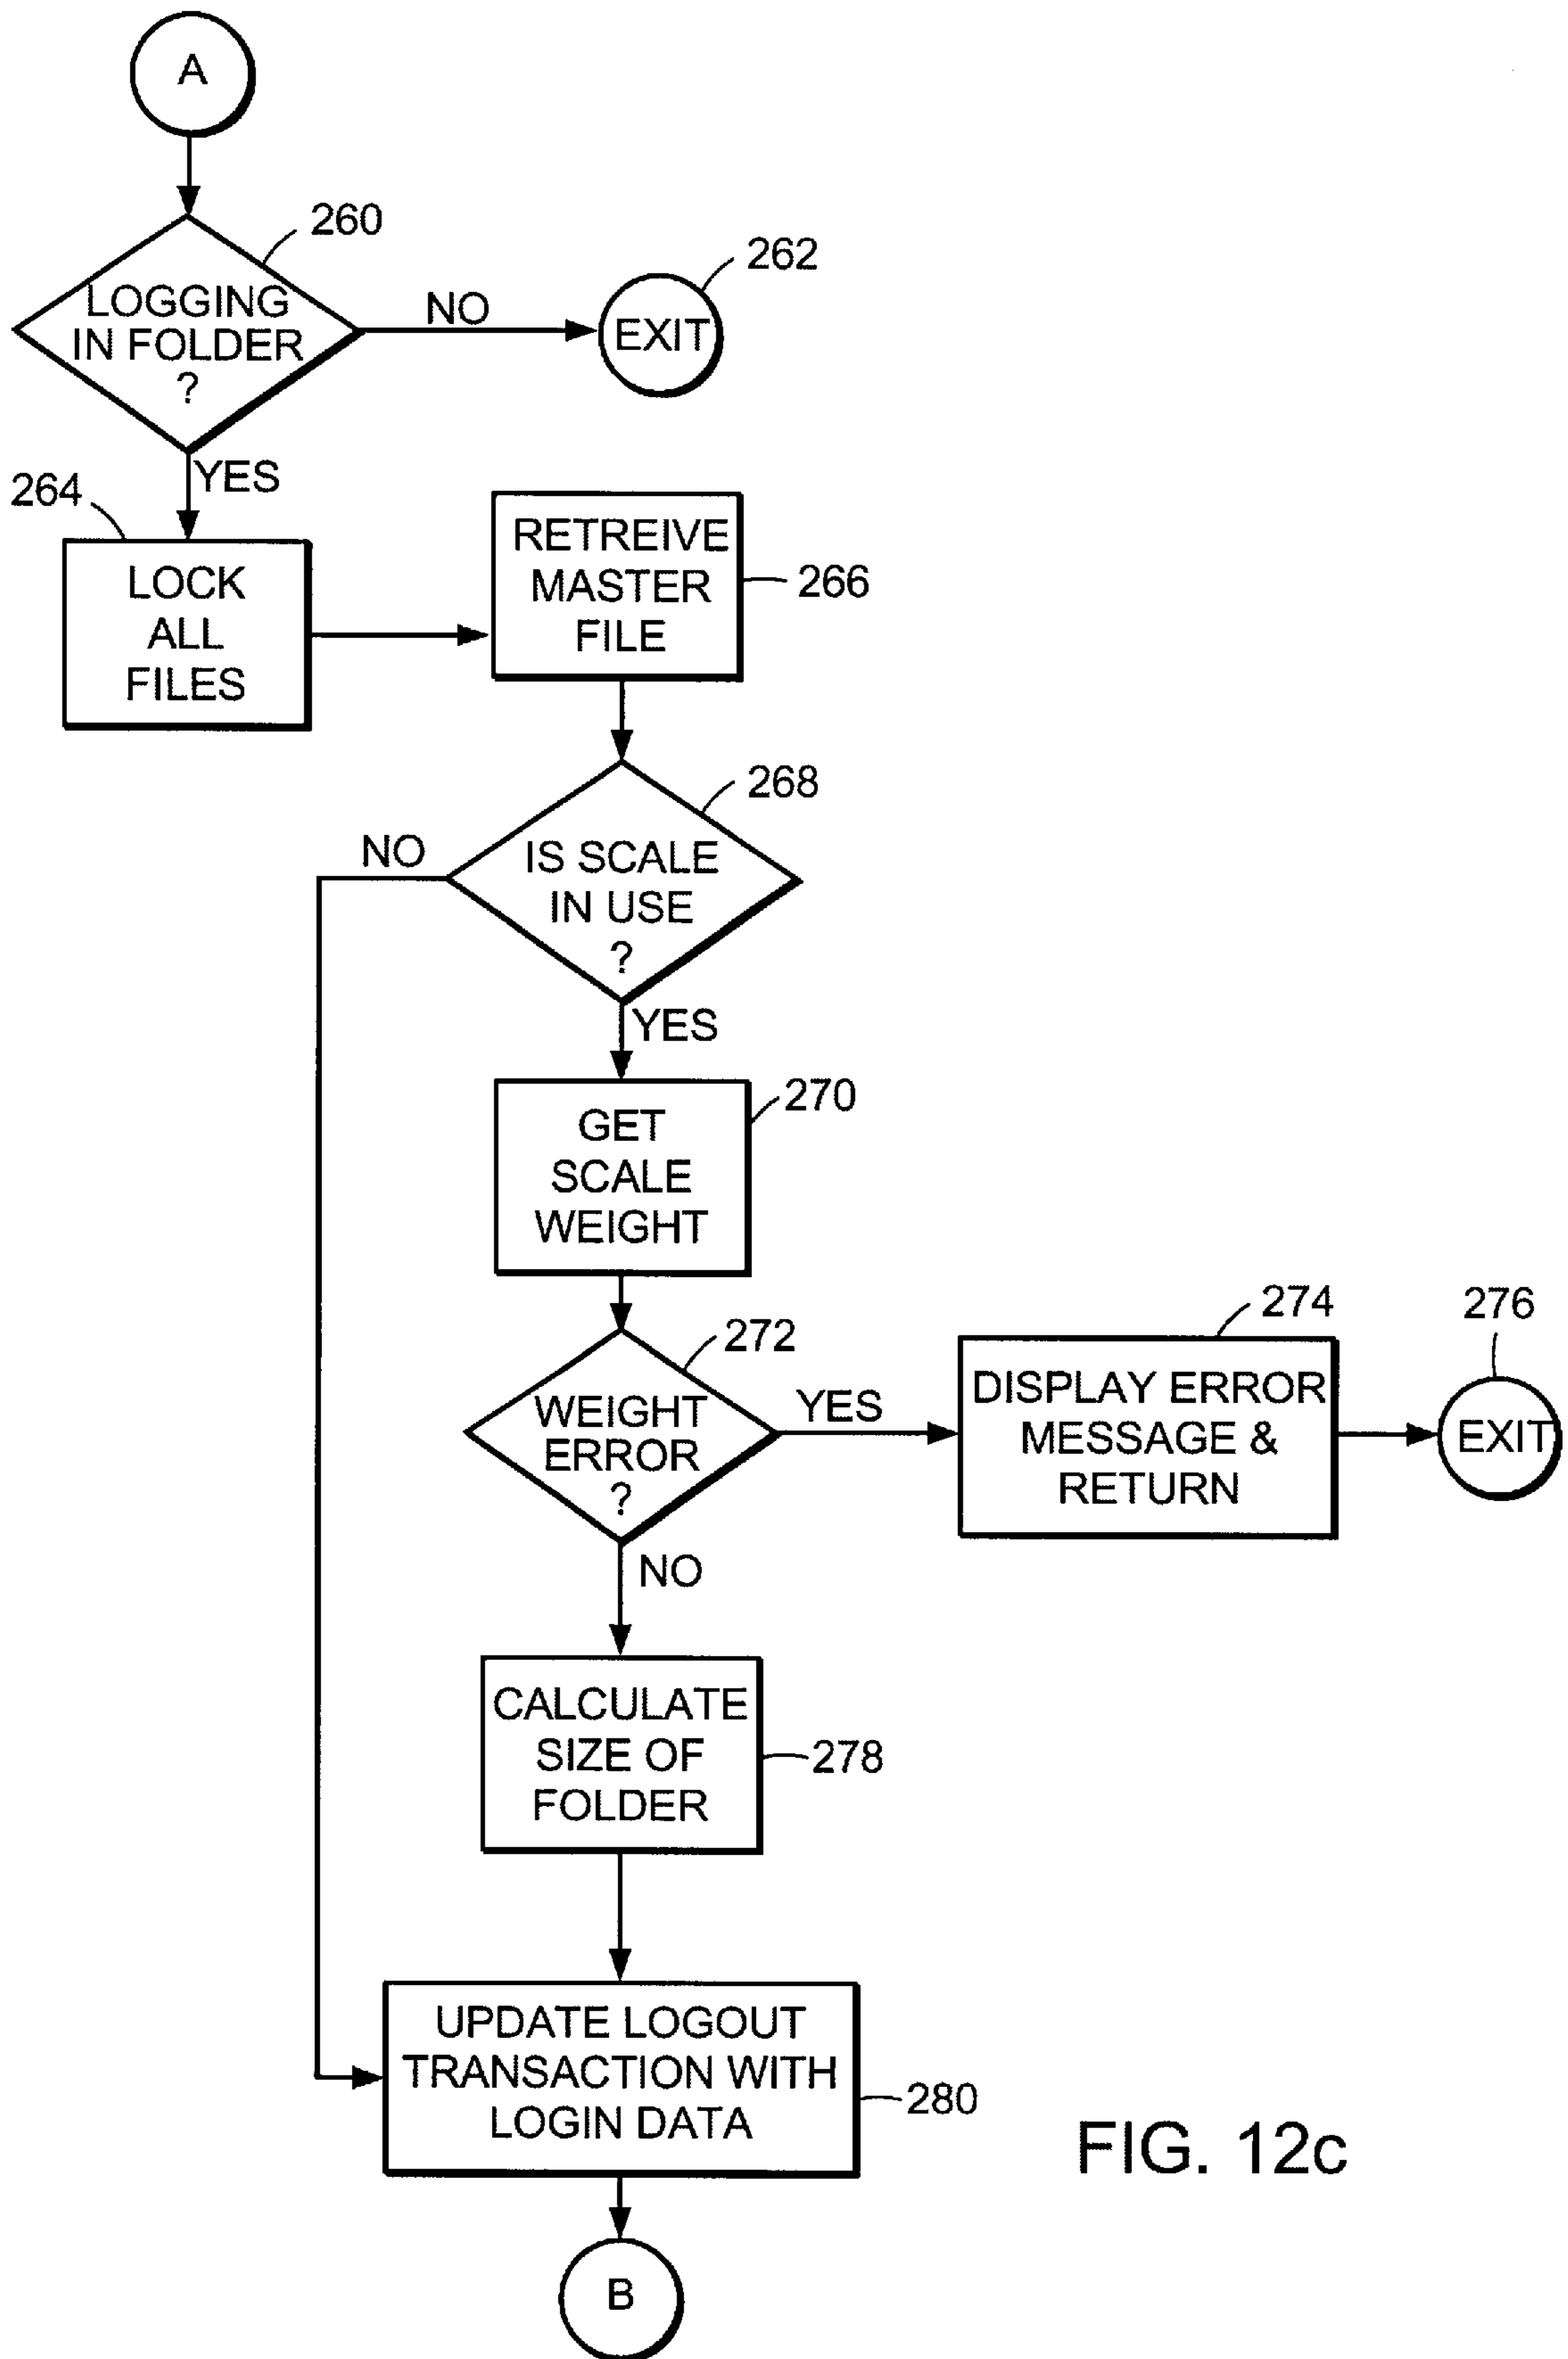 A
260
LOGGING
IN FOLDER
?
NO
262
EXIT
YES
264
LOCK
ALL
FILES
RETREIVE
MASTER
FILE
266
268
NO
IS SCALE
IN USE
?
YES
270
GET
SCALE
WEIGHT
272
WEIGHT
ERROR
?
YES
274
DISPLAY ERROR
MESSAGE &
RETURN
276
EXIT
NO
CALCULATE
SIZE OF
FOLDER
278
UPDATE LOGOUT
TRANSACTION WITH
LOGIN DATA
280
FIG. 12c
B